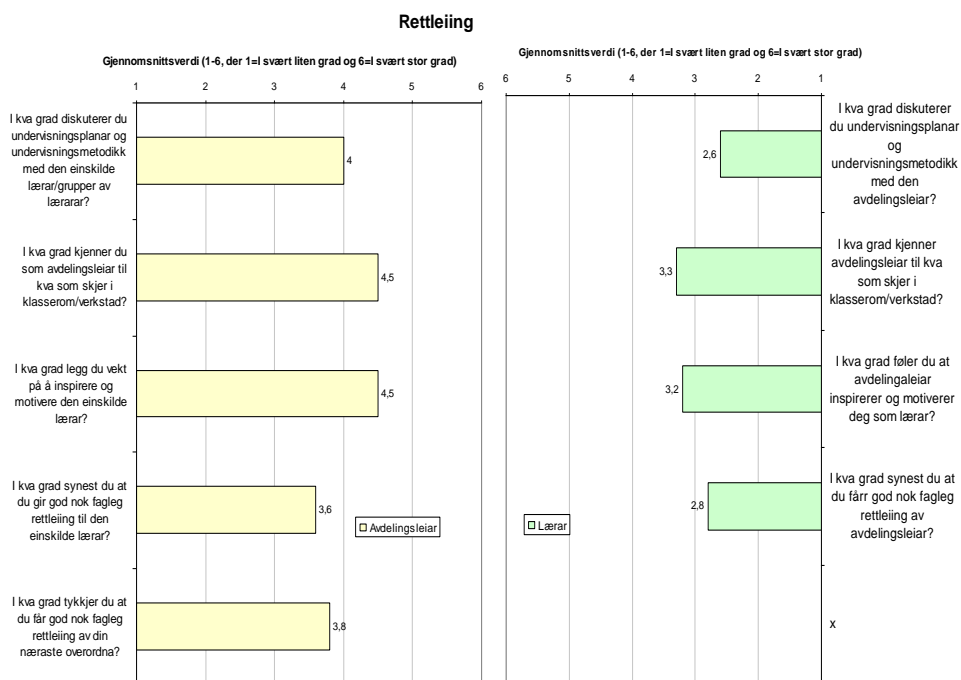 Rettleiing
Gjennomsnittsverdi (1-6, der 1=I svært liten grad og 6=I svært stor grad)
1 2 3 4 5 6
I kva grad diskuterer du
undervisningsplanar og
undervisningsmetodikk
med den einskilde
lærar/grupper av
lærarar?
4
I kva grad kjenner du
som avdelingsleiar til
kva som skjer i
klasserom/verkstad?
4,5
I kva grad legg du vekt
på å inspirere og
motivere den einskilde
lærar?
4,5
I kva grad synest du at
du gir god nok fagleg
rettleiing til den
einskilde lærar?
3,6
Avdelingsleiar
I kva grad tykkjer du at
du får god nok fagleg
rettleiing av din
næraste overordna?
3,8
Gjennomsnittsverdi (1-6, der 1=I svært liten grad og 6=I svært stor grad)
6 5 4 3 2 1
2,6
I kva grad diskuterer
du undervisningsplanar
og
undervisningsmetodikk
med den
avdelingsleiar?
3,3
I kva grad kjenner
avdelingsleiar til kva
som skjer i
klasserom/verkstad?
3,2
I kva grad føler du at
avdelingaleiar
inspirerer og motiverer
deg som lærar?
2,8
I kva grad synest du at
du fårr god nok fagleg
rettleiing av
avdelingsleiar?
Lærar
x